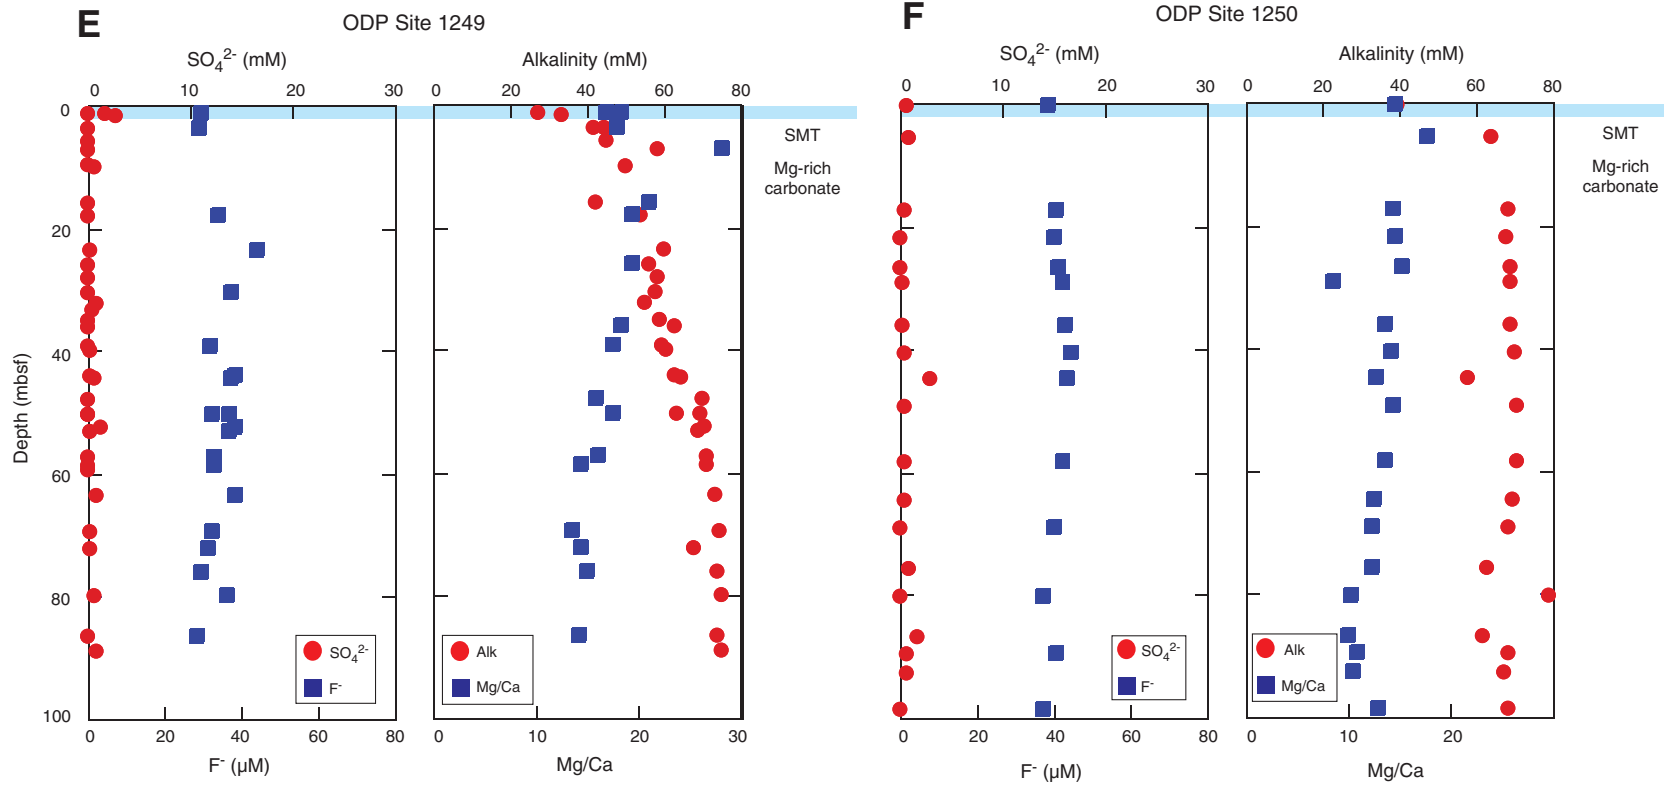 E
ODP Site 1249
SO₄²⁻ (mM)
Alkalinity (mM)
0 10 20 30
0 20 40 60 80
0
20
40
60
80
100
Depth (mbsf)
SMT
Mg-rich
carbonate
SO₄²⁻
F⁻
Alk
Mg/Ca
0 20 40 60 80
0 10 20 30
F⁻ (µM)
Mg/Ca
F
ODP Site 1250
SO₄²⁻ (mM)
Alkalinity (mM)
0 10 20 30
0 20 40 60 80
SMT
Mg-rich
carbonate
SO₄²⁻
F⁻
Alk
Mg/Ca
0 20 40 60 80
0 10 20
F⁻ (µM)
Mg/Ca